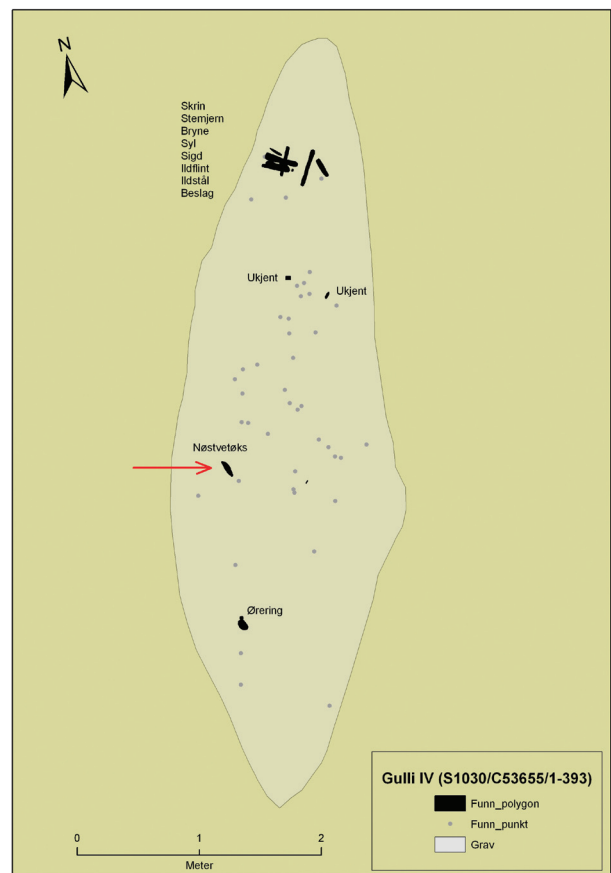 N
Skrin
Stemjern
Bryne
Syl
Sigd
Ildflint
Ildstål
Beslag
Ukjent
Ukjent
Nøstvetøks
Ørering
Gulli IV (S1030/C53655/1-393)
Funn_polygon
Funn_punkt
Grav
0 1 2
Meter